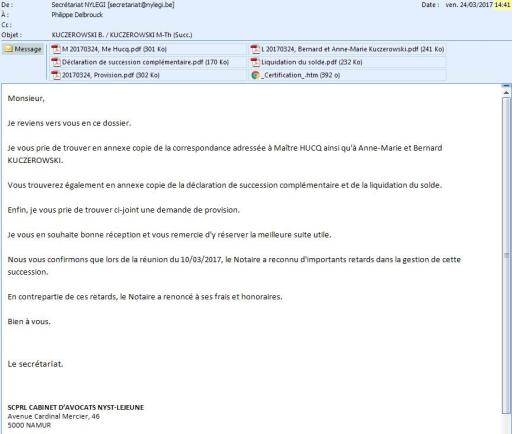 De : Secrétariat NYLEGI [secretariat@nylegi.be] Date : ven. 24/03/2017 14:41
À : Philippe Delbrouck
Cc :
Objet : KUCZEROWSKI B. / KUCZEROWSKI M-Th (Succ.)
Message M 20170324, Me Hucq.pdf (301 Ko) L 20170324, Bernard et Anne-Marie Kuczerowski.pdf (241 Ko)
Déclaration de succession complémentaire.pdf (170 Ko) Liquidation du solde.pdf (232 Ko)
20170324, Provision.pdf (302 Ko) _Certification_.htm (392 o)
Monsieur,
Je reviens vers vous en ce dossier.
Je vous prie de trouver en annexe copie de la correspondance adressée à Maître HUCQ ainsi qu'à Anne-Marie et Bernard
KUCZEROWSKI.
Vous trouverez également en annexe copie de la déclaration de succession complémentaire et de la liquidation du solde.
Enfin, je vous prie de trouver ci-joint une demande de provision.
Je vous en souhaite bonne réception et vous remercie d'y réserver la meilleure suite utile.
Nous vous confirmons que lors de la réunion du 10/03/2017, le Notaire a reconnu d'importants retards dans la gestion de cette
succession.
En contrepartie de ces retards, le Notaire a renoncé à ses frais et honoraires.
Bien à vous.
Le secrétariat.
SCPRL CABINET D'AVOCATS NYST-LEJEUNE
Avenue Cardinal Mercier, 46
5000 NAMUR